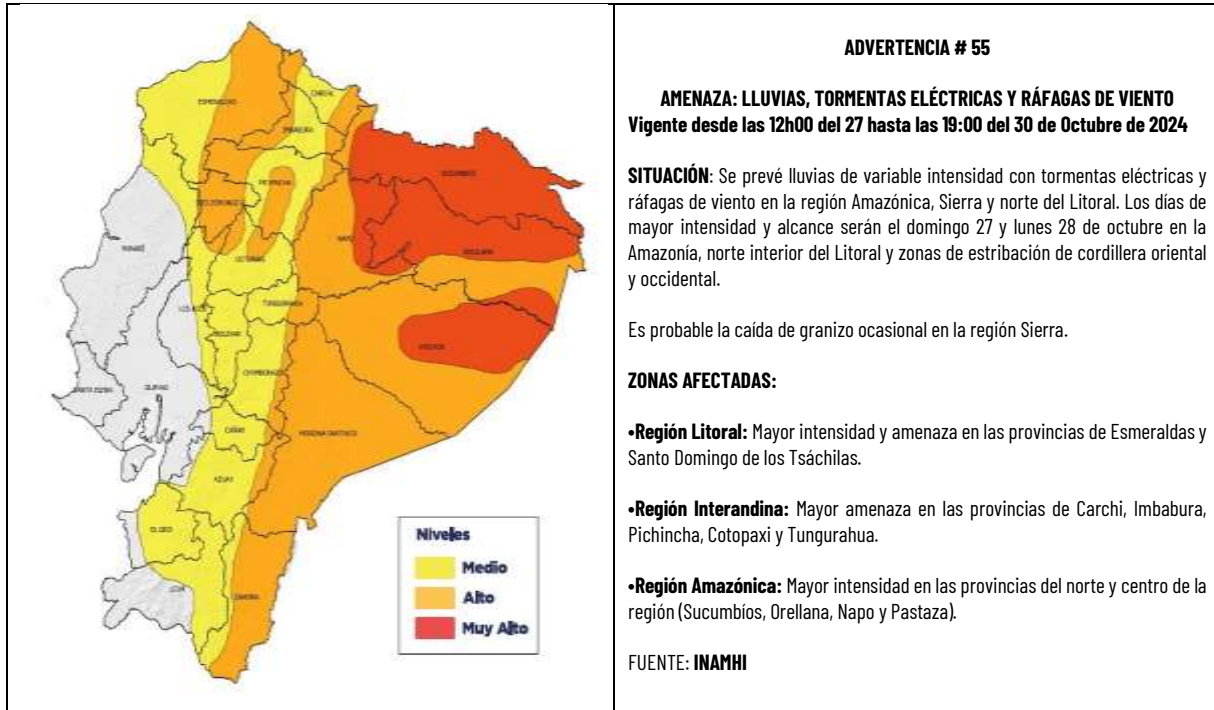 ESMERALDAS
CARCHI
IMBABURA
SUCUMBIOS
PICHINCHA
NAPO
ORELLANA
MANABÍ
COTOPAXI
LOS RIOS
TUNGURAHUA
BOLIVAR
PASTAZA
CHIMBORAZO
SANTA ELENA
GUAYAS
CAÑAR
MORONA SANTIAGO
AZUAY
EL ORO
LOJA
ZAMORA
Niveles
Medio
Alto
Muy Alto
ADVERTENCIA # 55
AMENAZA: LLUVIAS, TORMENTAS ELÉCTRICAS Y RÁFAGAS DE VIENTO
Vigente desde las 12h00 del 27 hasta las 19:00 del 30 de Octubre de 2024
SITUACIÓN: Se prevé lluvias de variable intensidad con tormentas eléctricas y
ráfagas de viento en la región Amazónica, Sierra y norte del Litoral. Los días de
mayor intensidad y alcance serán el domingo 27 y lunes 28 de octubre en la
Amazonía, norte interior del Litoral y zonas de estribación de cordillera oriental
y occidental.
Es probable la caída de granizo ocasional en la región Sierra.
ZONAS AFECTADAS:
•Región Litoral: Mayor intensidad y amenaza en las provincias de Esmeraldas y
Santo Domingo de los Tsáchilas.
•Región Interandina: Mayor amenaza en las provincias de Carchi, Imbabura,
Pichincha, Cotopaxi y Tungurahua.
•Región Amazónica: Mayor intensidad en las provincias del norte y centro de la
región (Sucumbíos, Orellana, Napo y Pastaza).
FUENTE: INAMHI